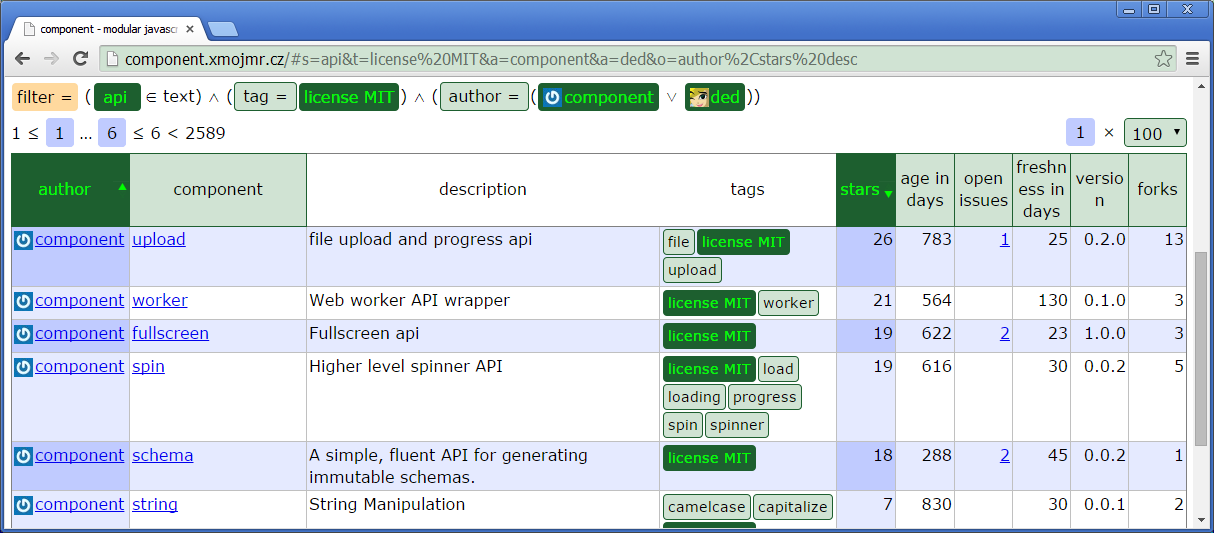 component - modular javasc
component.xmojmr.cz/#s=api&t=license%20MIT&a=component&a=ded&o=author%2Cstars%20desc
filter = ( api ∈ text) ∧ ( tag = license MIT ) ∧ ( author = ( component ∨ ded ))
1 ≤ 1 ... 6 ≤ 6 < 2589 1 × 100
author component description tags stars age in days open issues freshn ess in days versio n forks
component upload file upload and progress api file license MIT 26 783 1 25 0.2.0 13
upload
component worker Web worker API wrapper license MIT worker 21 564 130 0.1.0 3
component fullscreen Fullscreen api license MIT 19 622 2 23 1.0.0 3
component spin Higher level spinner API license MIT load 19 616 30 0.0.2 5
loading progress
spin spinner
component schema A simple, fluent API for generating license MIT 18 288 2 45 0.0.2 1
immutable schemas.
component string String Manipulation camelcase capitalize 7 830 30 0.0.1 2